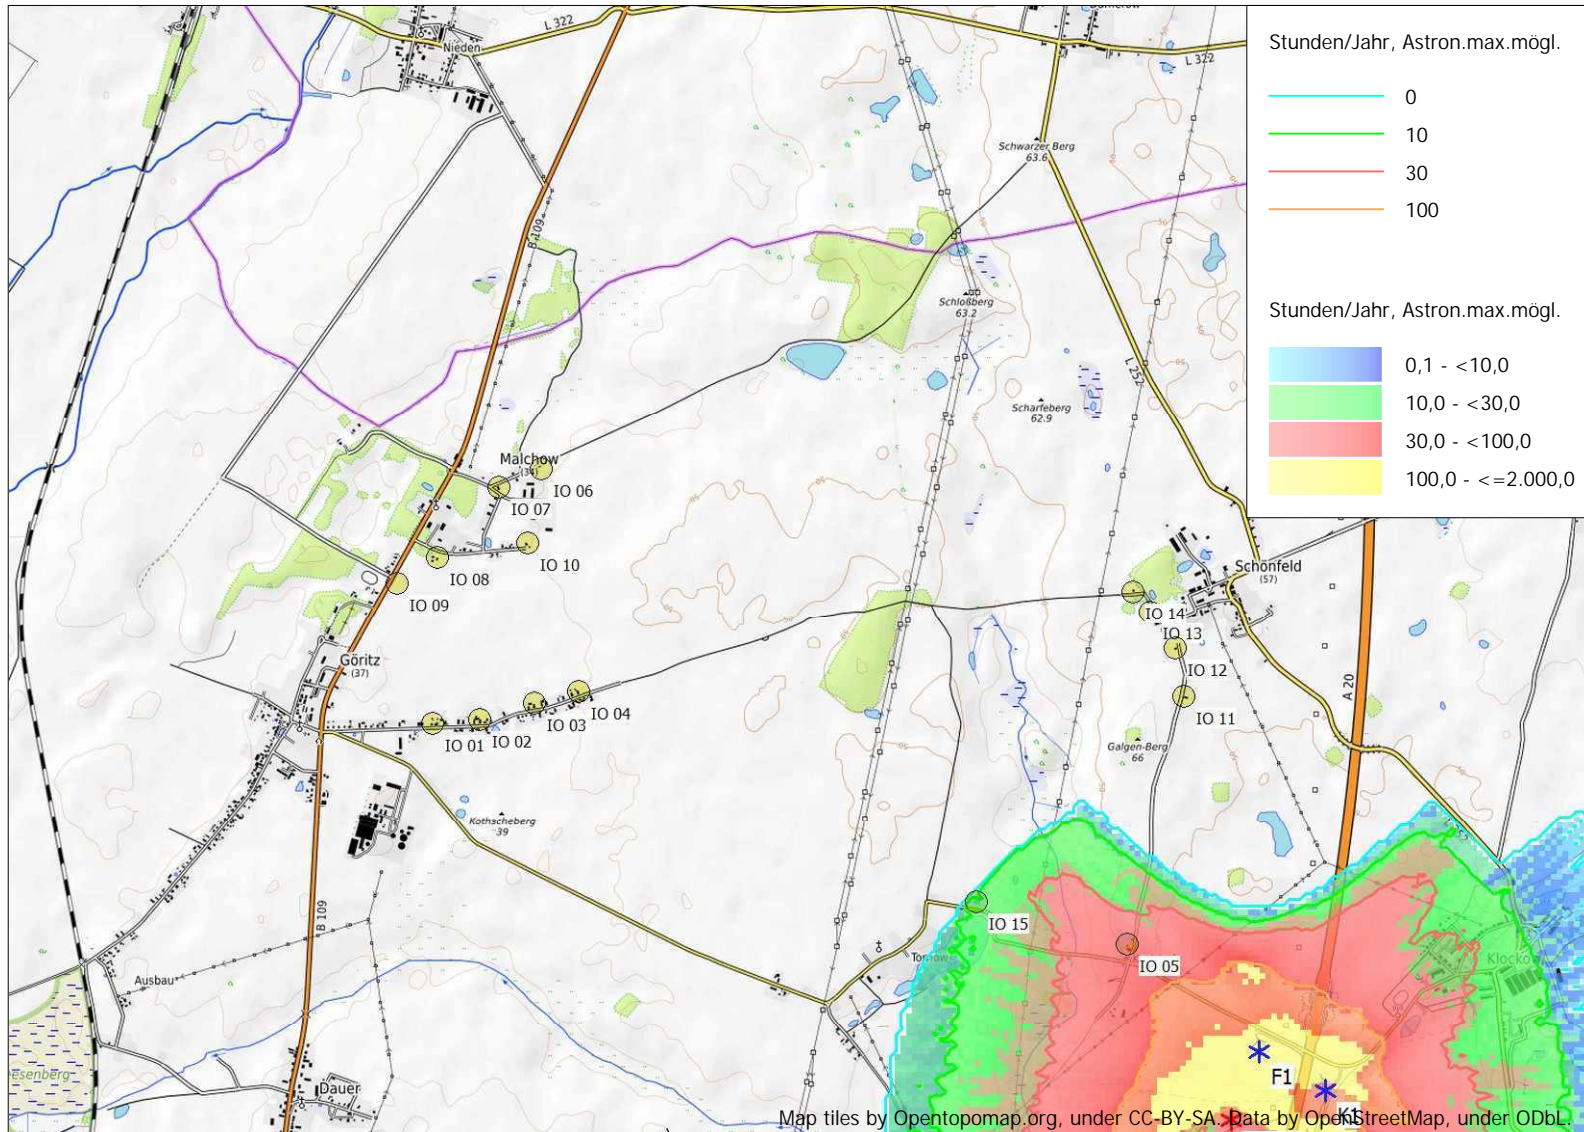 L 322
Nieden
Damerow
L 322
Stunden/Jahr, Astron.max.mögl.
0
10
30
100
Stunden/Jahr, Astron.max.mögl.
0,1 - <10,0
10,0 - <30,0
30,0 - <100,0
100,0 - <=2.000,0
Schwarzer Berg
63.6
B 109
Schloßberg
63.2
L 252
Scharfeberg
62.9
Malchow
(34)
IO 06
IO 07
IO 10
IO 08
IO 09
Schönfeld
(57)
IO 14
IO 13
IO 12
IO 11
Göritz
(37)
IO 04
IO 03
IO 02
IO 01
A 20
Galgen-Berg
66
Kothscheberg
39
B 109
IO 15
IO 05
Tornow
Klockow
Ausbau
esenberg
Dauer
F1
K1
Map tiles by Opentopomap.org, under CC-BY-SA. Data by OpenStreetMap, under ODbL.